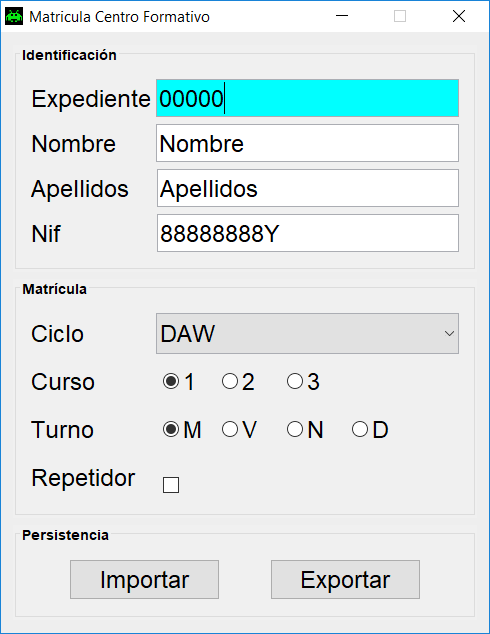 Matricula Centro Formativo
Identificación
Expediente 00000
Nombre Nombre
Apellidos Apellidos
Nif 88888888Y
Matrícula
Ciclo DAW
Curso 1 2 3
Turno M V N D
Repetidor
Persistencia
Importar Exportar